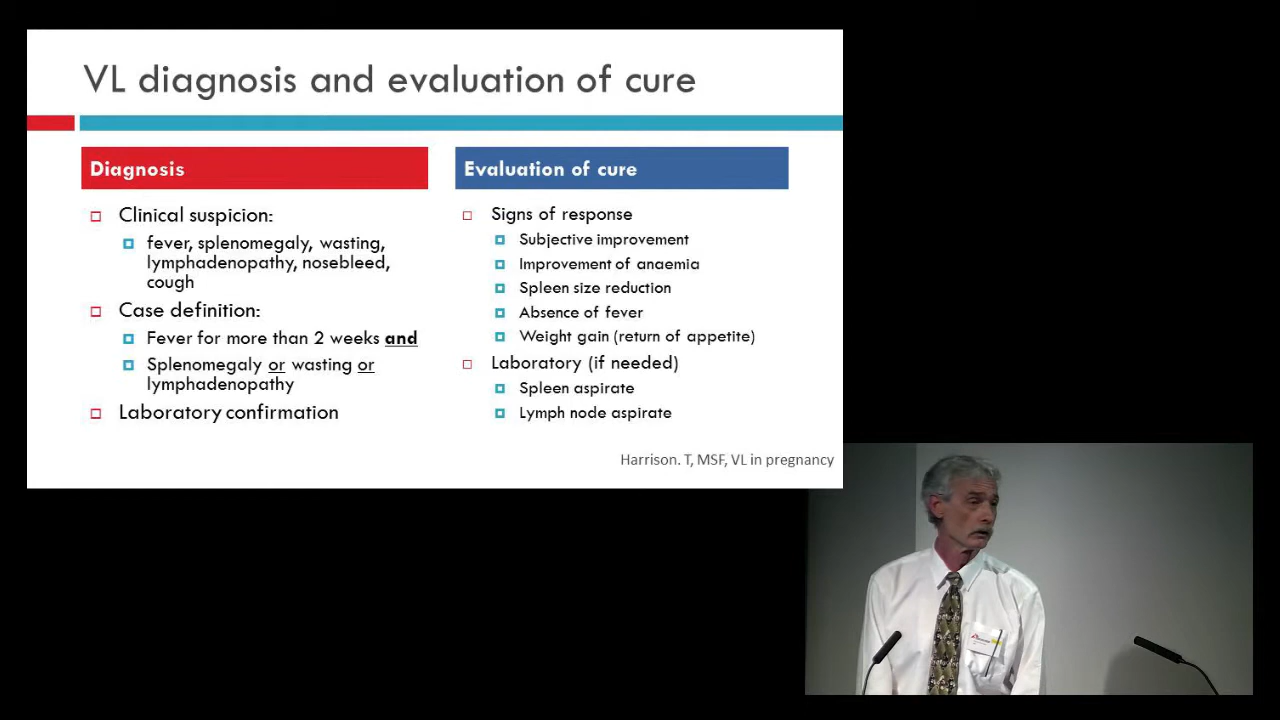 VL diagnosis and evaluation of cure
Diagnosis
Clinical suspicion:
fever, splenomegaly, wasting,
lymphadenopathy, nosebleed,
cough
Case definition:
Fever for more than 2 weeks and
Splenomegaly or wasting or
lymphadenopathy
Laboratory confirmation
Evaluation of cure
Signs of response
Subjective improvement
Improvement of anaemia
Spleen size reduction
Absence of fever
Weight gain (return of appetite)
Laboratory (if needed)
Spleen aspirate
Lymph node aspirate
Harrison. T, MSF, VL in pregnancy